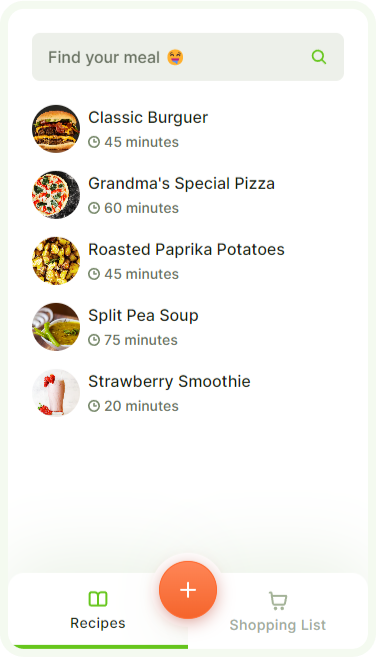 Find your meal 😝
Classic Burguer
45 minutes
Grandma's Special Pizza
60 minutes
Roasted Paprika Potatoes
45 minutes
Split Pea Soup
75 minutes
Strawberry Smoothie
20 minutes
Recipes
Shopping List